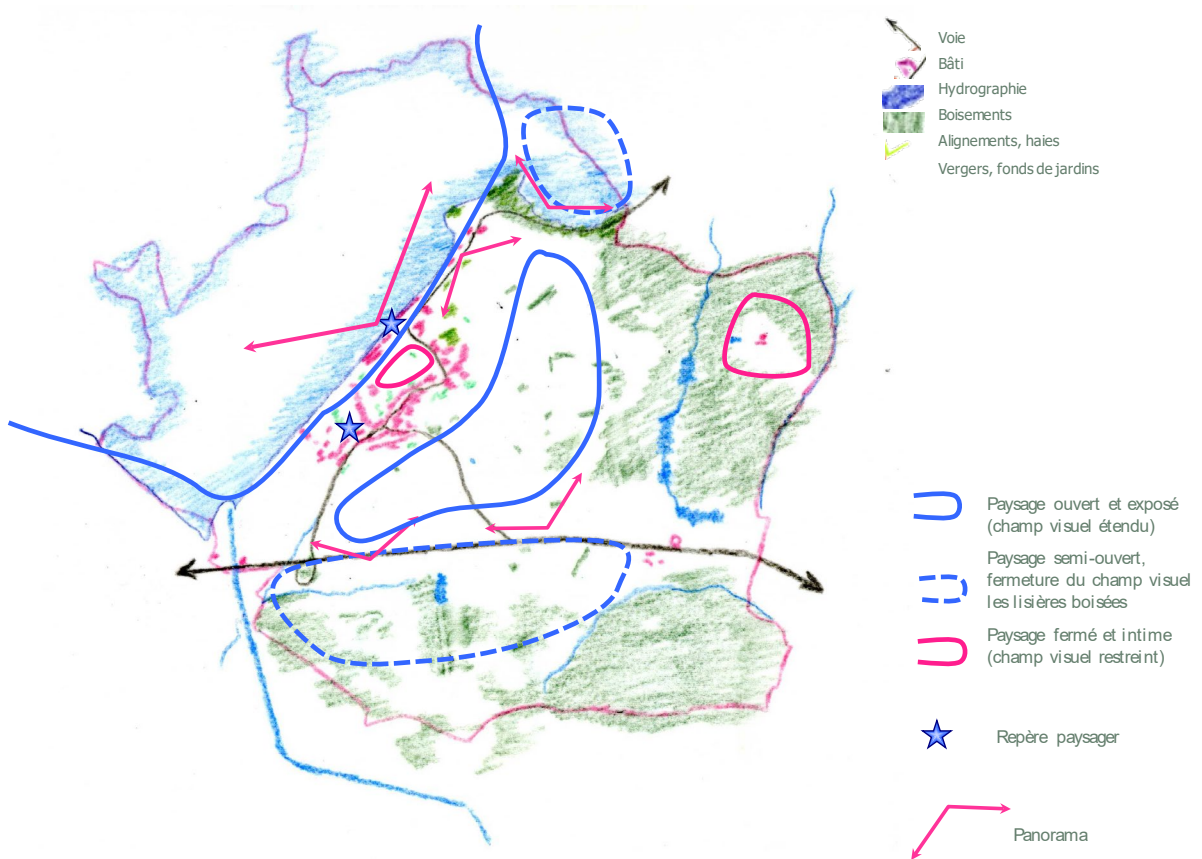 Voie
Bâti
Hydrographie
Boisements
Alignements, haies
Vergers, fonds de jardins
Paysage ouvert et exposé
(champ visuel étendu)
Paysage semi-ouvert,
fermeture du champ visuel
les lisières boisées
Paysage fermé et intime
(champ visuel restreint)
Repère paysager
Panorama